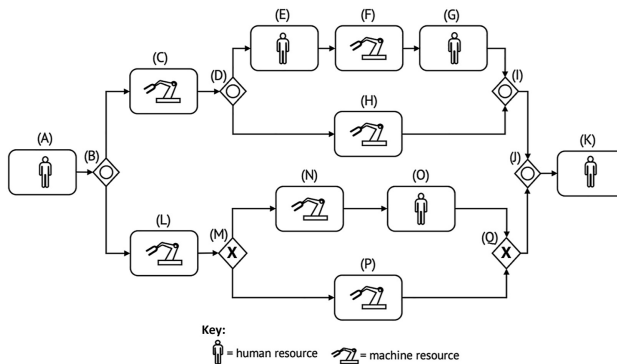 (E) (F) (G)
(C) (D) (I)
(H)
(A) (B) (J) (K)
(N) (O)
(L) (M) X X (Q)
(P)
Key:
= human resource = machine resource